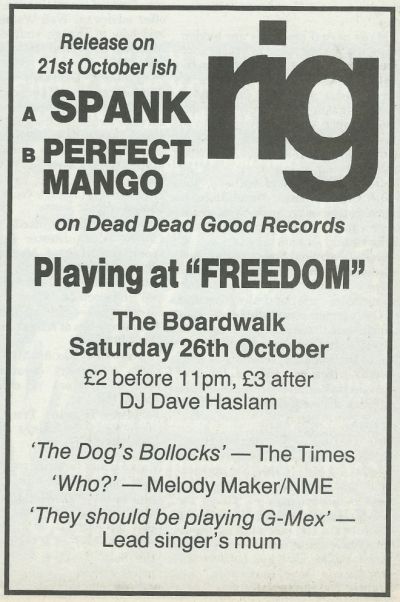 Release on
21st October ish
rig
A SPANK
B PERFECT
MANGO
on Dead Dead Good Records
Playing at “FREEDOM”
The Boardwalk
Saturday 26th October
£2 before 11pm, £3 after
DJ Dave Haslam
‘The Dog’s Bollocks’ — The Times
‘Who?’ — Melody Maker/NME
‘They should be playing G-Mex’ —
Lead singer’s mum